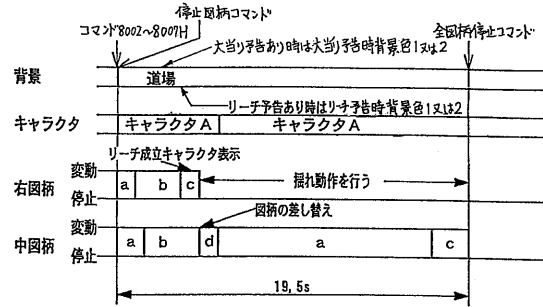 停止図柄コマンド
コマンド8002~8007H
全図柄停止コマンド
大当り予告あり時は大当り予告時背景色1又は2
背景
道場
リーチ予告あり時はリーチ予告時背景色1又は2
キャラクタ
キャラクタA
キャラクタA
リーチ成立キャラクタ表示
変動
右図柄
a
b
c
揺れ動作を行う
停止
図柄の差し替え
変動
中図柄
a
b
d
a
c
停止
19,5s